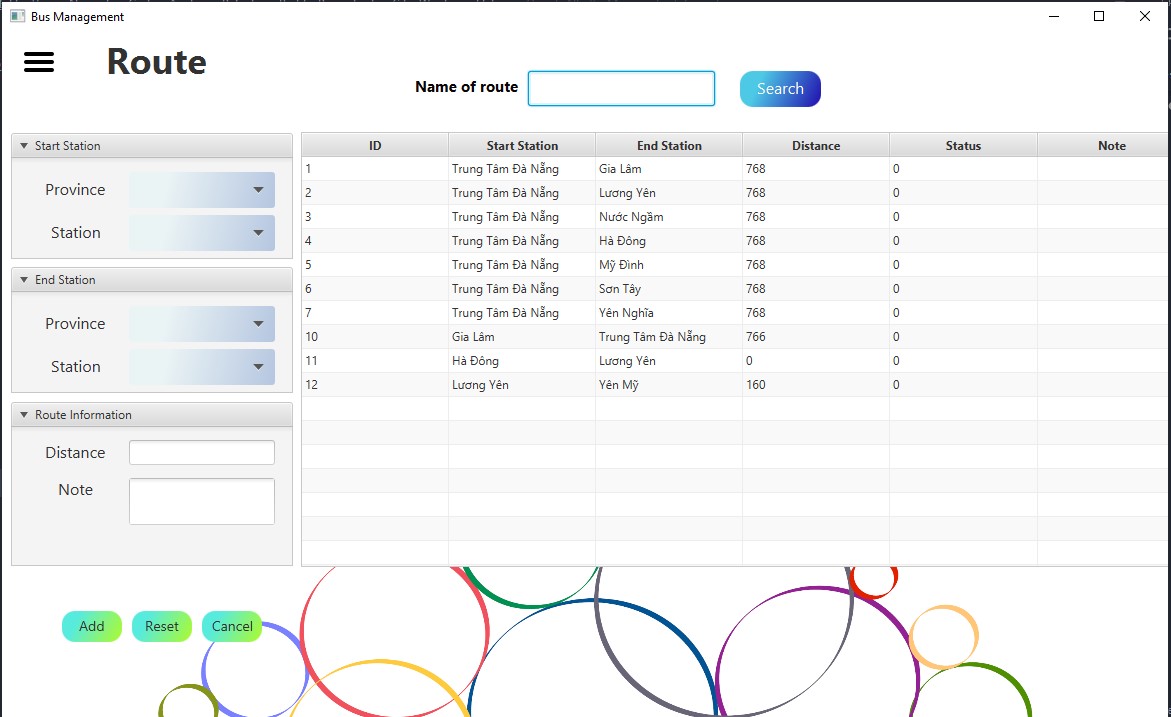 Bus Management
Route
Name of route Search
Start Station
Province
Station
End Station
Province
Station
Route Information
Distance
Note
ID Start Station End Station Distance Status Note
1 Trung Tâm Đà Nẵng Gia Lâm 768 0
2 Trung Tâm Đà Nẵng Lương Yên 768 0
3 Trung Tâm Đà Nẵng Nước Ngầm 768 0
4 Trung Tâm Đà Nẵng Hà Đông 768 0
5 Trung Tâm Đà Nẵng Mỹ Đình 768 0
6 Trung Tâm Đà Nẵng Sơn Tây 768 0
7 Trung Tâm Đà Nẵng Yên Nghĩa 768 0
10 Gia Lâm Trung Tâm Đà Nẵng 766 0
11 Hà Đông Lương Yên 0 0
12 Lương Yên Yên Mỹ 160 0
Add Reset Cancel